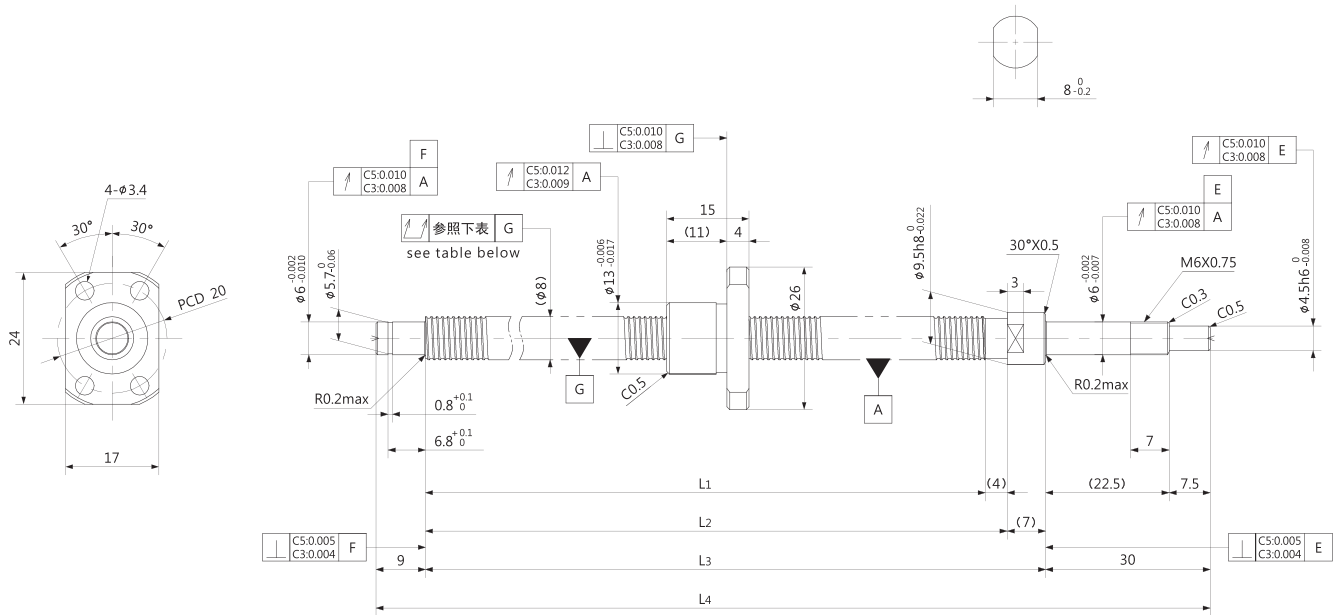 8 0 -0.2
C5:0.010
C3:0.008
G
C5:0.010
C3:0.008
E
F
C5:0.010
C3:0.008
A
C5:0.012
C3:0.009
A
E
C5:0.010
C3:0.008
A
4-ϕ3.4
30°
30°
PCD 20
24
17
参照下表
G
see table below
15
(11)
4
ϕ6 -0.002 -0.010
ϕ5.7 0 -0.06
(ϕ8)
ϕ13 -0.006 -0.017
ϕ26
ϕ9.5h8 -0.022
30°X0.5
3
ϕ6 -0.002 -0.007
M6X0.75
C0.3
C0.5
ϕ4.5h6 0 -0.008
G
A
C0.5
R0.2max
R0.2max
0.8 +0.1 0
6.8 +0.1 0
7
L1
(4)
(22.5)
7.5
L2
(7)
C5:0.005
C3:0.004
F
C5:0.005
C3:0.004
E
9
L3
30
L4